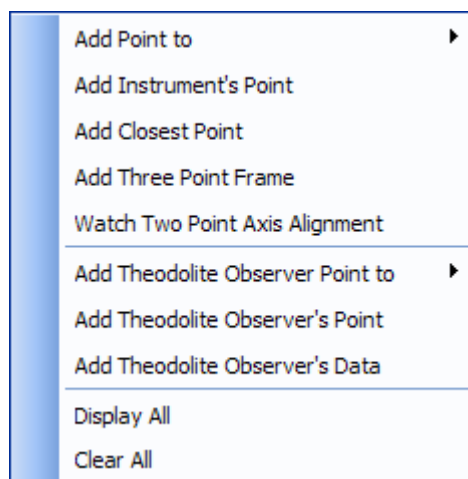 Add Point to
Add Instrument's Point
Add Closest Point
Add Three Point Frame
Watch Two Point Axis Alignment
Add Theodolite Observer Point to
Add Theodolite Observer's Point
Add Theodolite Observer's Data
Display All
Clear All